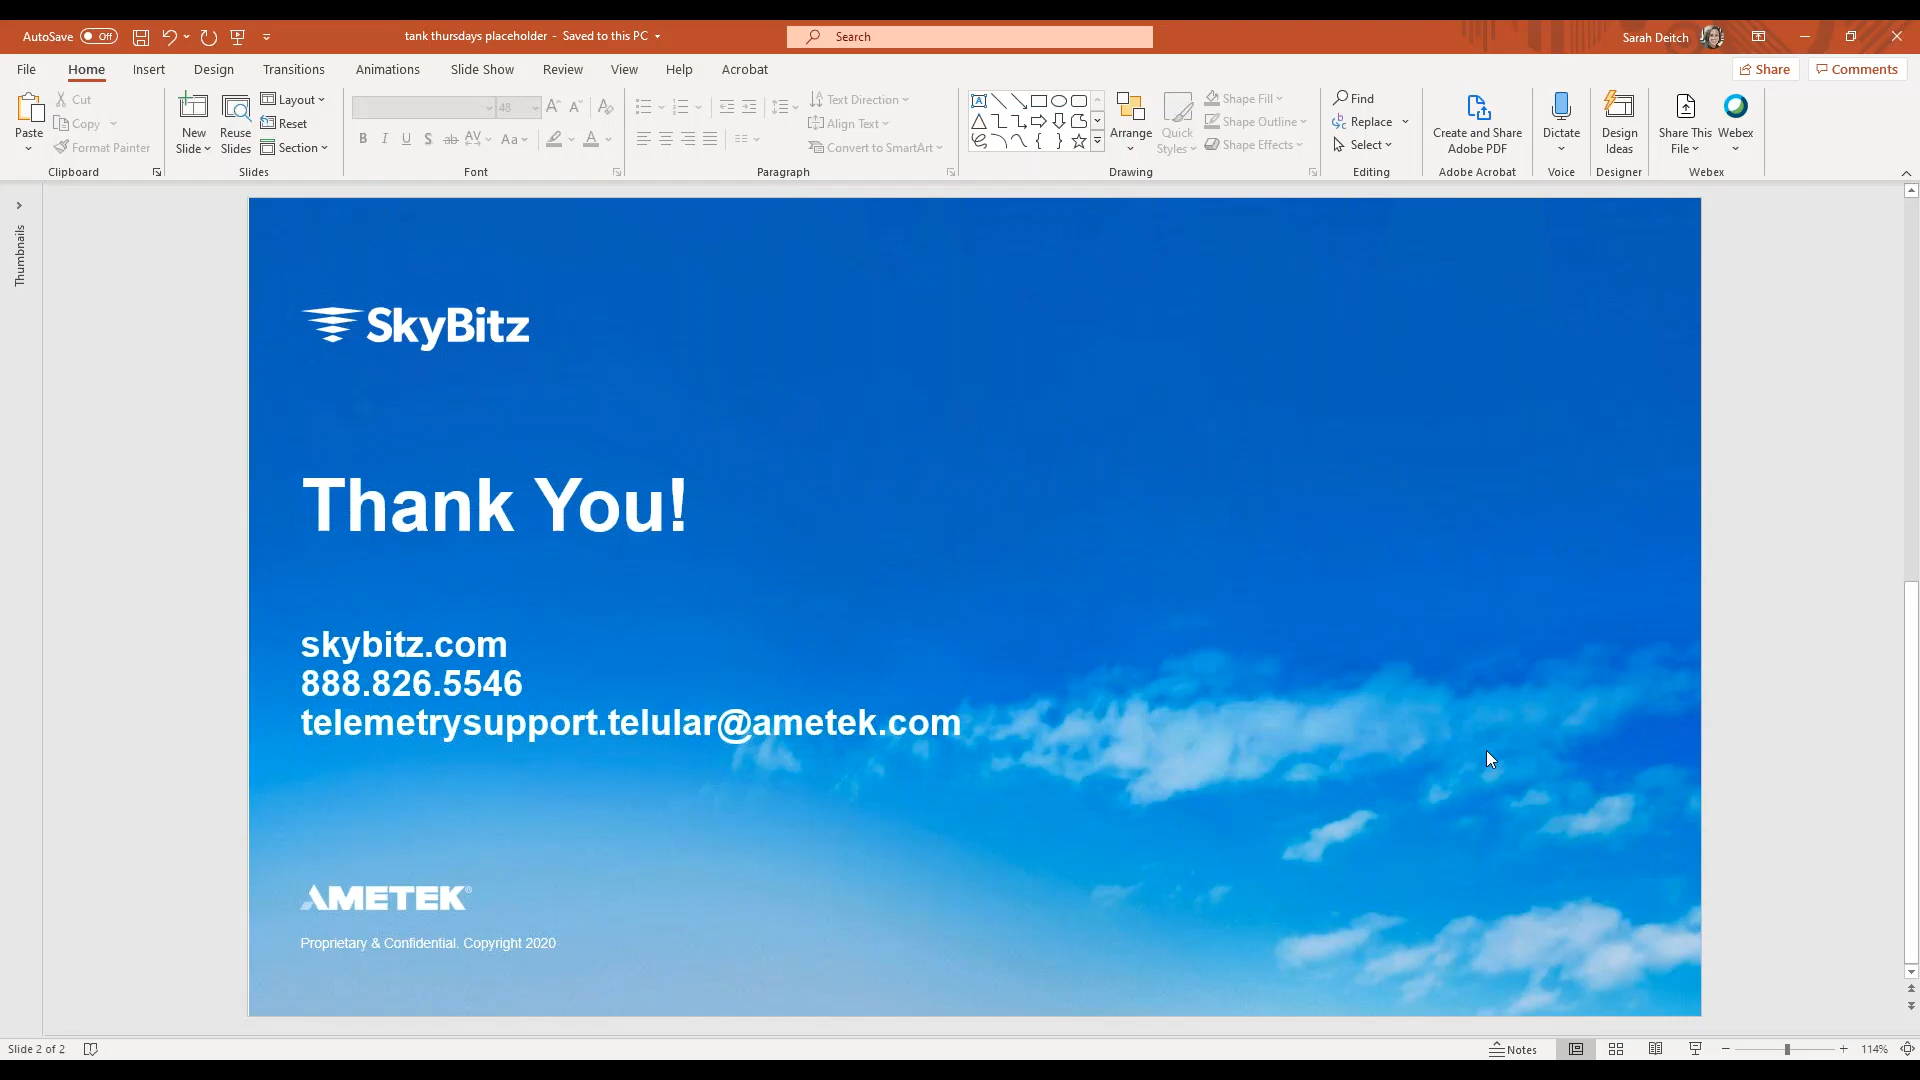 AutoSave Off
tank thursdays placeholder - Saved to this PC
Search
Sarah Deitch
File Home Insert Design Transitions Animations Slide Show Review View Help Acrobat
Share Comments
Paste
Cut
Copy
Format Painter
Clipboard
New Slide
Reuse Slides
Layout
Reset
Section
Slides
48
Font
Text Direction
Align Text
Convert to SmartArt
Paragraph
Arrange
Quick Styles
Shape Fill
Shape Outline
Shape Effects
Drawing
Find
Replace
Select
Editing
Create and Share
Adobe PDF
Adobe Acrobat
Dictate
Voice
Design
Ideas
Designer
Share This
File
Webex
Webex
Thumbnails
SkyBitz
Thank You!
skybitz.com
888.826.5546
telemetrysupport.telular@ametek.com
AMETEK®
Proprietary & Confidential. Copyright 2020
Slide 2 of 2
Notes
114%